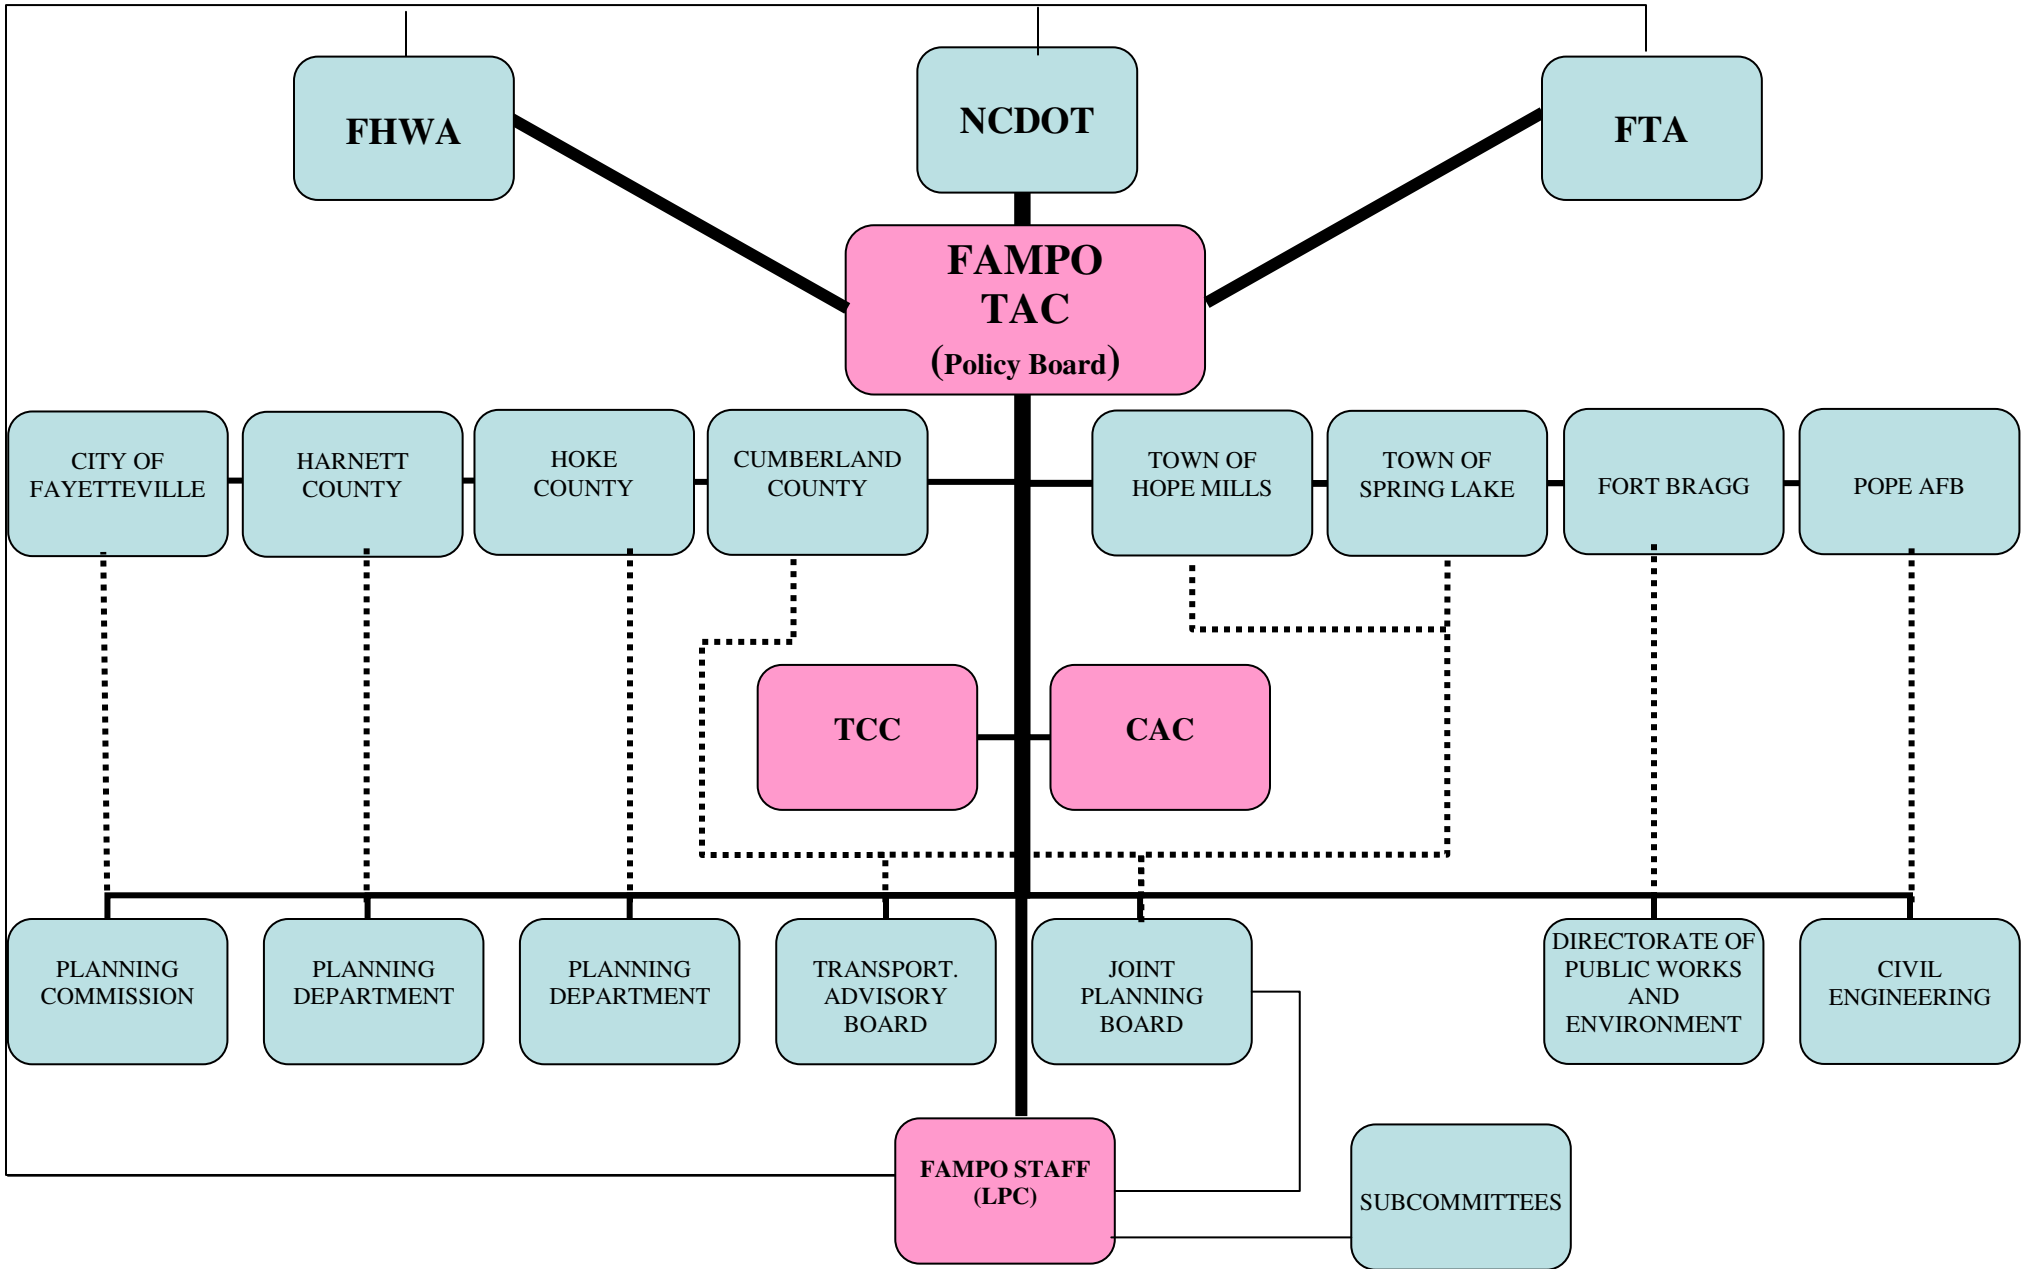 FHWA
NCDOT
FTA
FAMPO
TAC
(Policy Board)
CITY OF
FAYETTEVILLE
HARNETT
COUNTY
HOKE
COUNTY
CUMBERLAND
COUNTY
TOWN OF
HOPE MILLS
TOWN OF
SPRING LAKE
FORT BRAGG
POPE AFB
TCC
CAC
PLANNING
COMMISSION
PLANNING
DEPARTMENT
PLANNING
DEPARTMENT
TRANSPORT.
ADVISORY
BOARD
JOINT
PLANNING
BOARD
DIRECTORATE OF
PUBLIC WORKS
AND
ENVIRONMENT
CIVIL
ENGINEERING
FAMPO STAFF
(LPC)
SUBCOMMITTEES